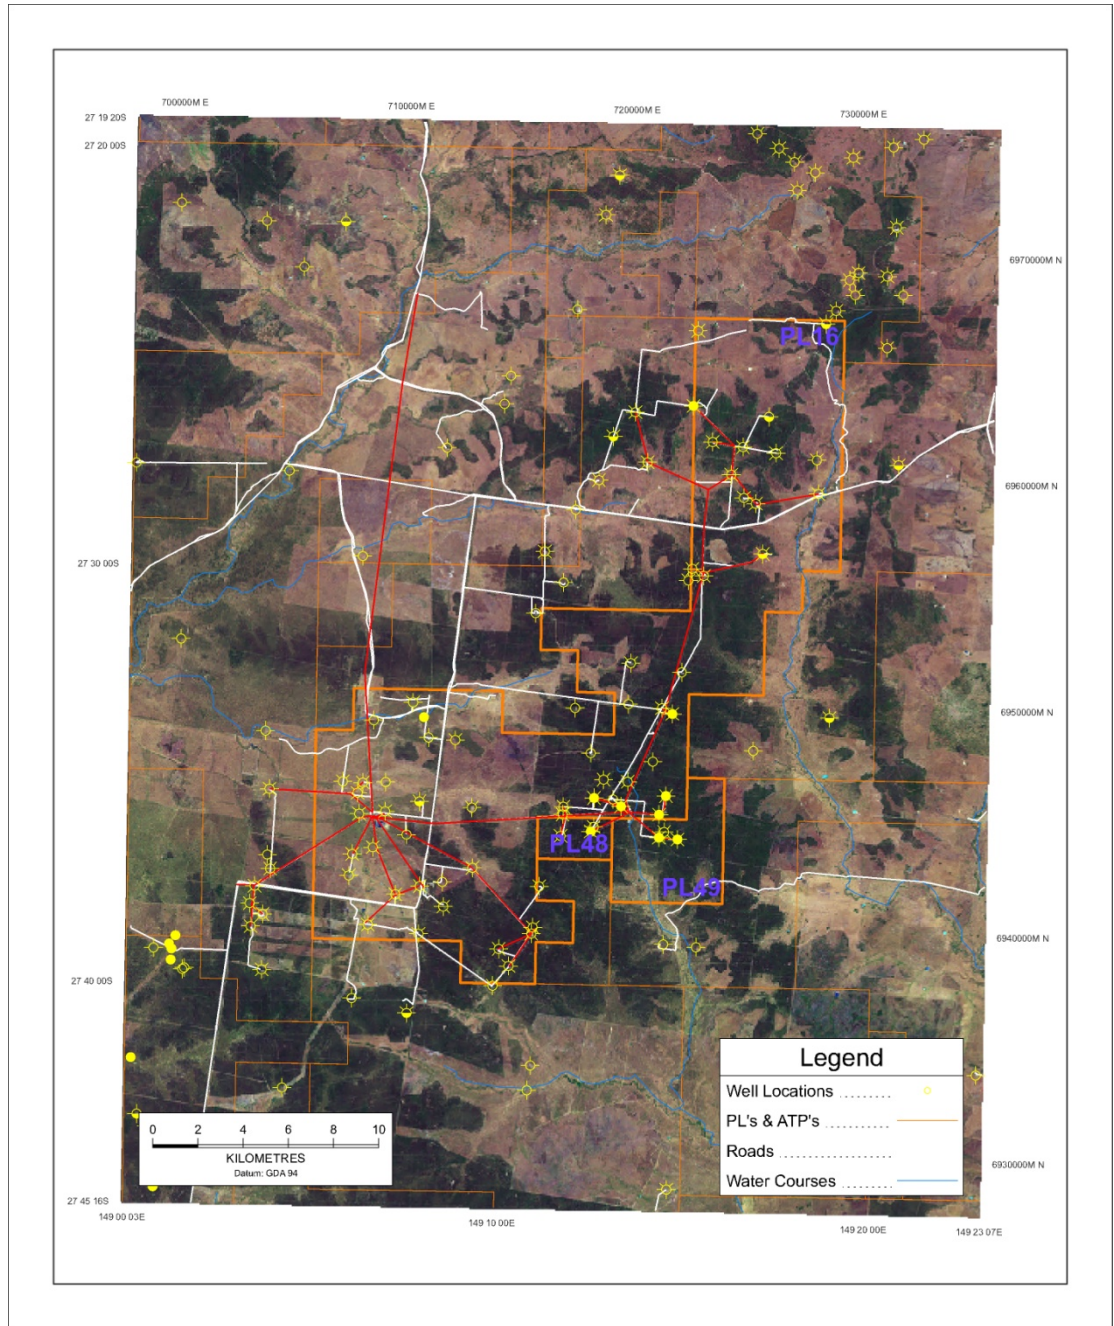 700000M E
710000M E
720000M E
730000M E
27 19 20S
27 20 00S
6970000M N
PL16
6960000M N
27 30 00S
6950000M N
PL48
PL49
6940000M N
27 40 00S
Legend
Well Locations ...........
PL's & ATP's ...........
Roads ...........
Water Courses ...........
0 2 4 6 8 10
KILOMETRES
Datum: GDA 94
6930000M N
27 45 16S
149 00 03E
149 10 00E
149 20 00E
149 23 07E